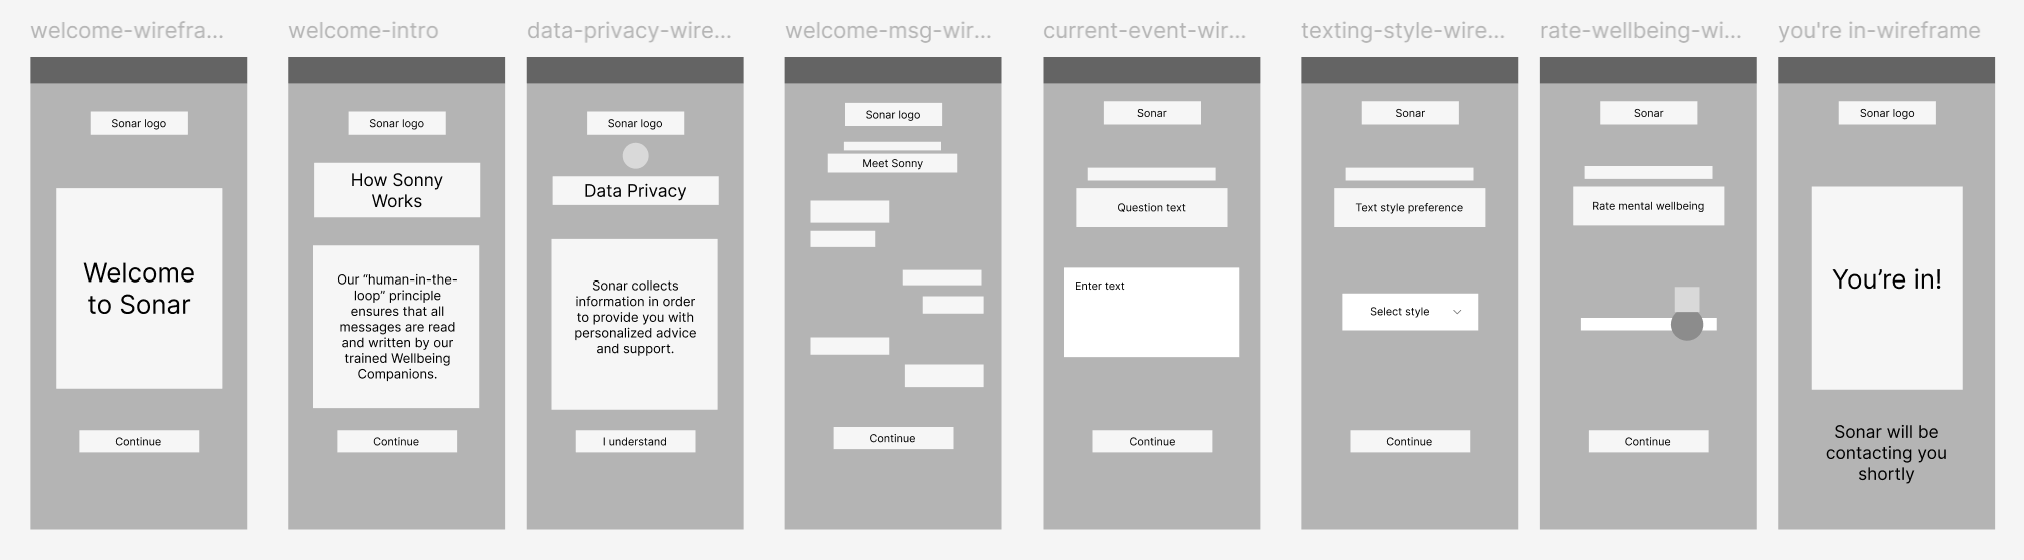 welcome-wirefra...
welcome-intro
data-privacy-wire...
welcome-msg-wir...
current-event-wir...
texting-style-wire...
rate-wellbeing-wi...
you're in-wireframe
Sonar logo
Welcome
to Sonar
Continue
Sonar logo
How Sonny
Works
Our “human-in-the-
loop” principle
ensures that all
messages are read
and written by our
trained Wellbeing
Companions.
Continue
Sonar logo
Data Privacy
Sonar collects
information in order
to provide you with
personalized advice
and support.
I understand
Sonar logo
Meet Sonny
Continue
Sonar
Question text
Enter text
Continue
Sonar
Text style preference
Select style
Continue
Sonar
Rate mental wellbeing
Continue
Sonar logo
You’re in!
Sonar will be
contacting you
shortly